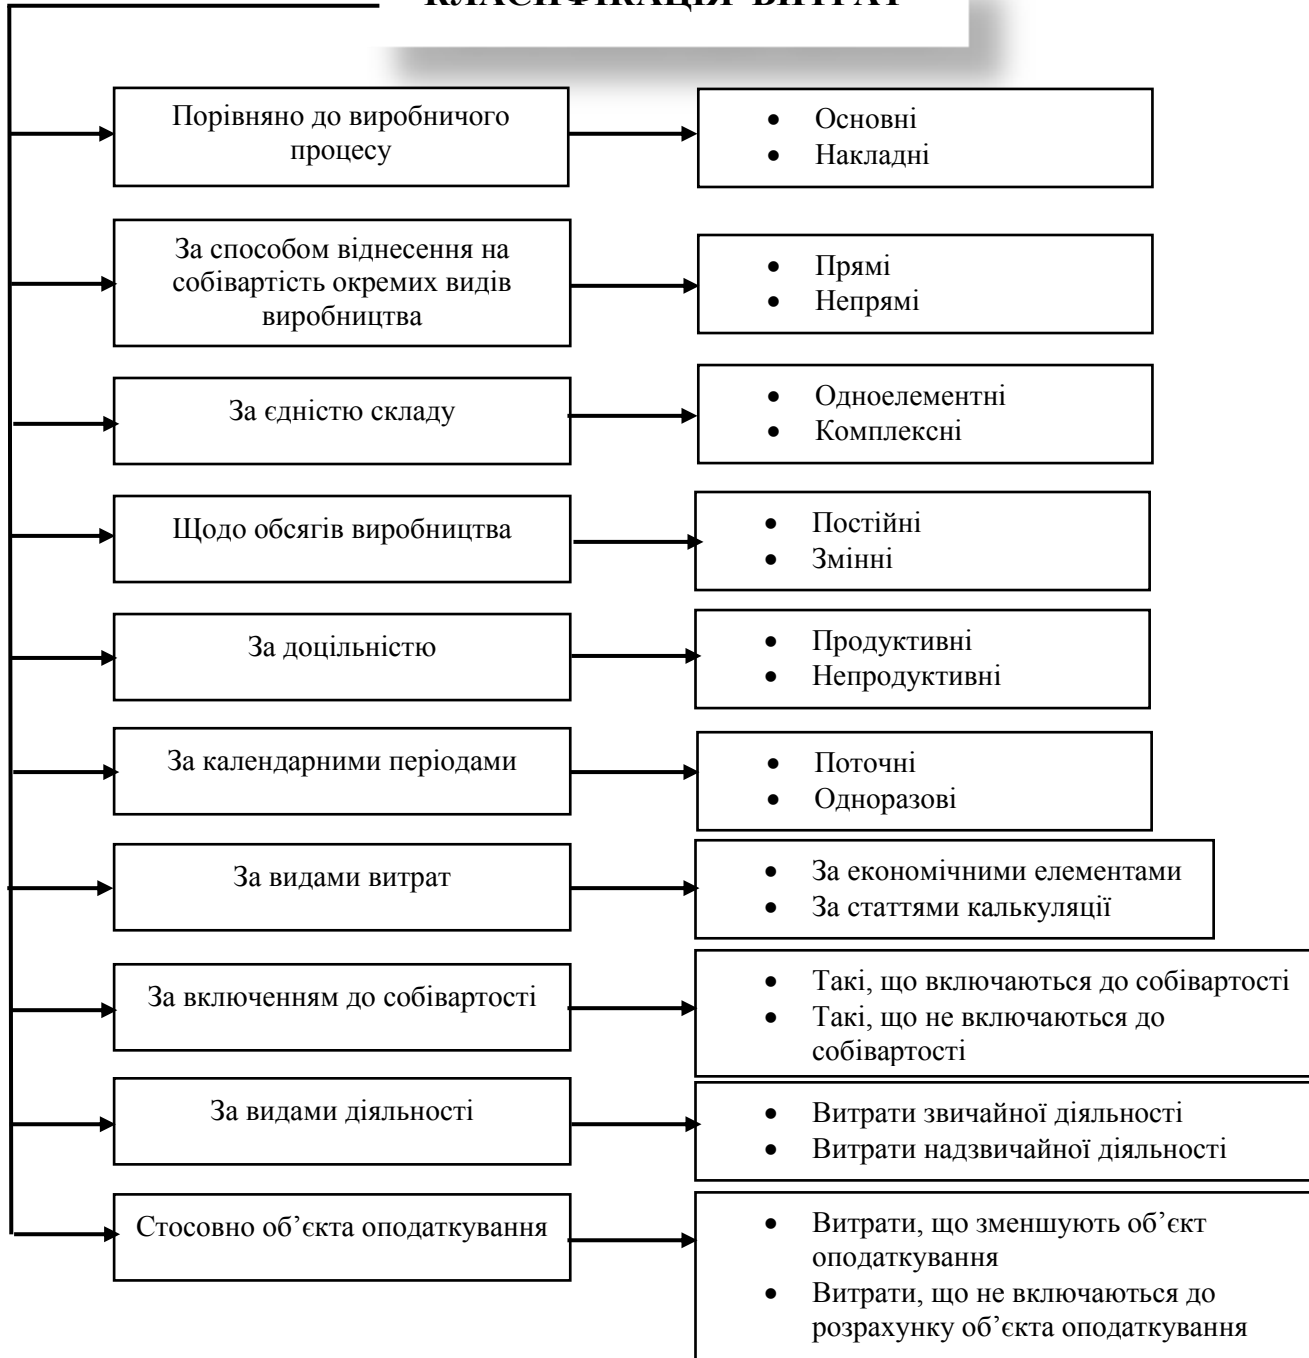 КЛАСИФІКАЦІЯ ВИТРАТ
Порівняно до виробничого
процесу
• Основні
• Накладні
За способом віднесення на
собівартість окремих видів
виробництва
• Прямі
• Непрямі
За єдністю складу
• Одноелементні
• Комплексні
Щодо обсягів виробництва
• Постійні
• Змінні
За доцільністю
• Продуктивні
• Непродуктивні
За календарними періодами
• Поточні
• Одноразові
За видами витрат
• За економічними елементами
• За статтями калькуляції
За включенням до собівартості
• Такі, що включаються до собівартості
• Такі, що не включаються до
собівартості
За видами діяльності
• Витрати звичайної діяльності
• Витрати надзвичайної діяльності
Стосовно об’єкта оподаткування
• Витрати, що зменшують об’єкт
оподаткування
• Витрати, що не включаються до
розрахунку об’єкта оподаткування